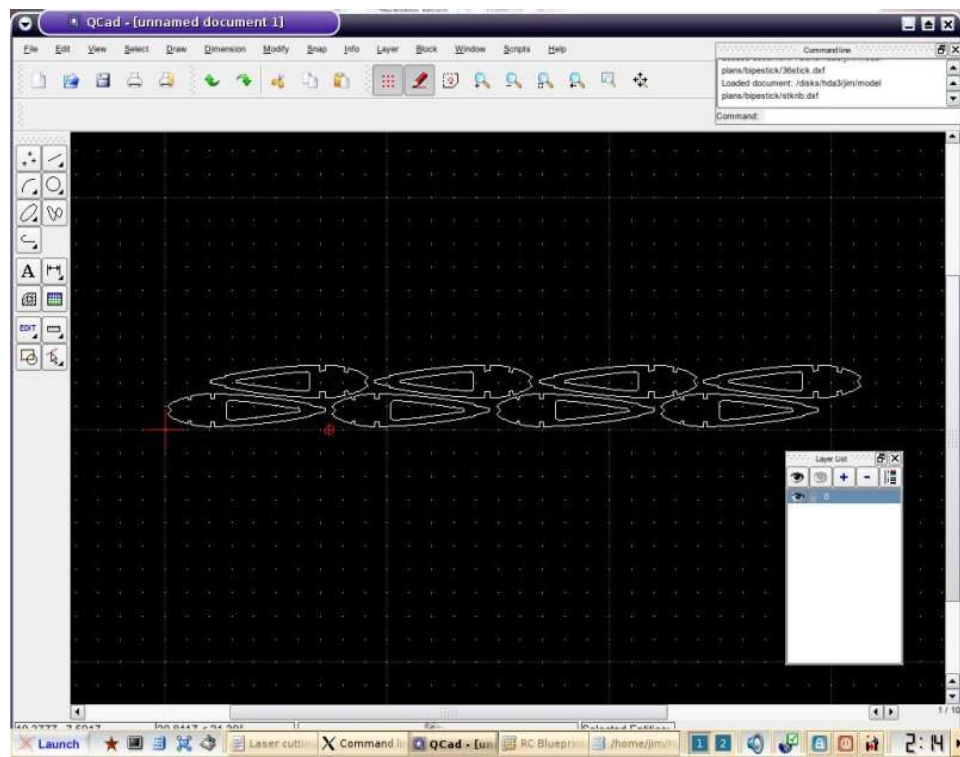 QCad - [unnamed document 1]
File Edit View Select Draw Dimension Modify Snap Info Layer Block Window Scripts Help
Command line
plans/bipestick/36stick.dxf
Loaded document: /disks/hda3/jim/model
plans/bipestick/stkrib.dxf
Command:
A
EDIT
Layer List
0
1 / 10
Launch Laser cuttin Command li QCad - [un RC Blueprin /home/jim/ 1 2 2:14